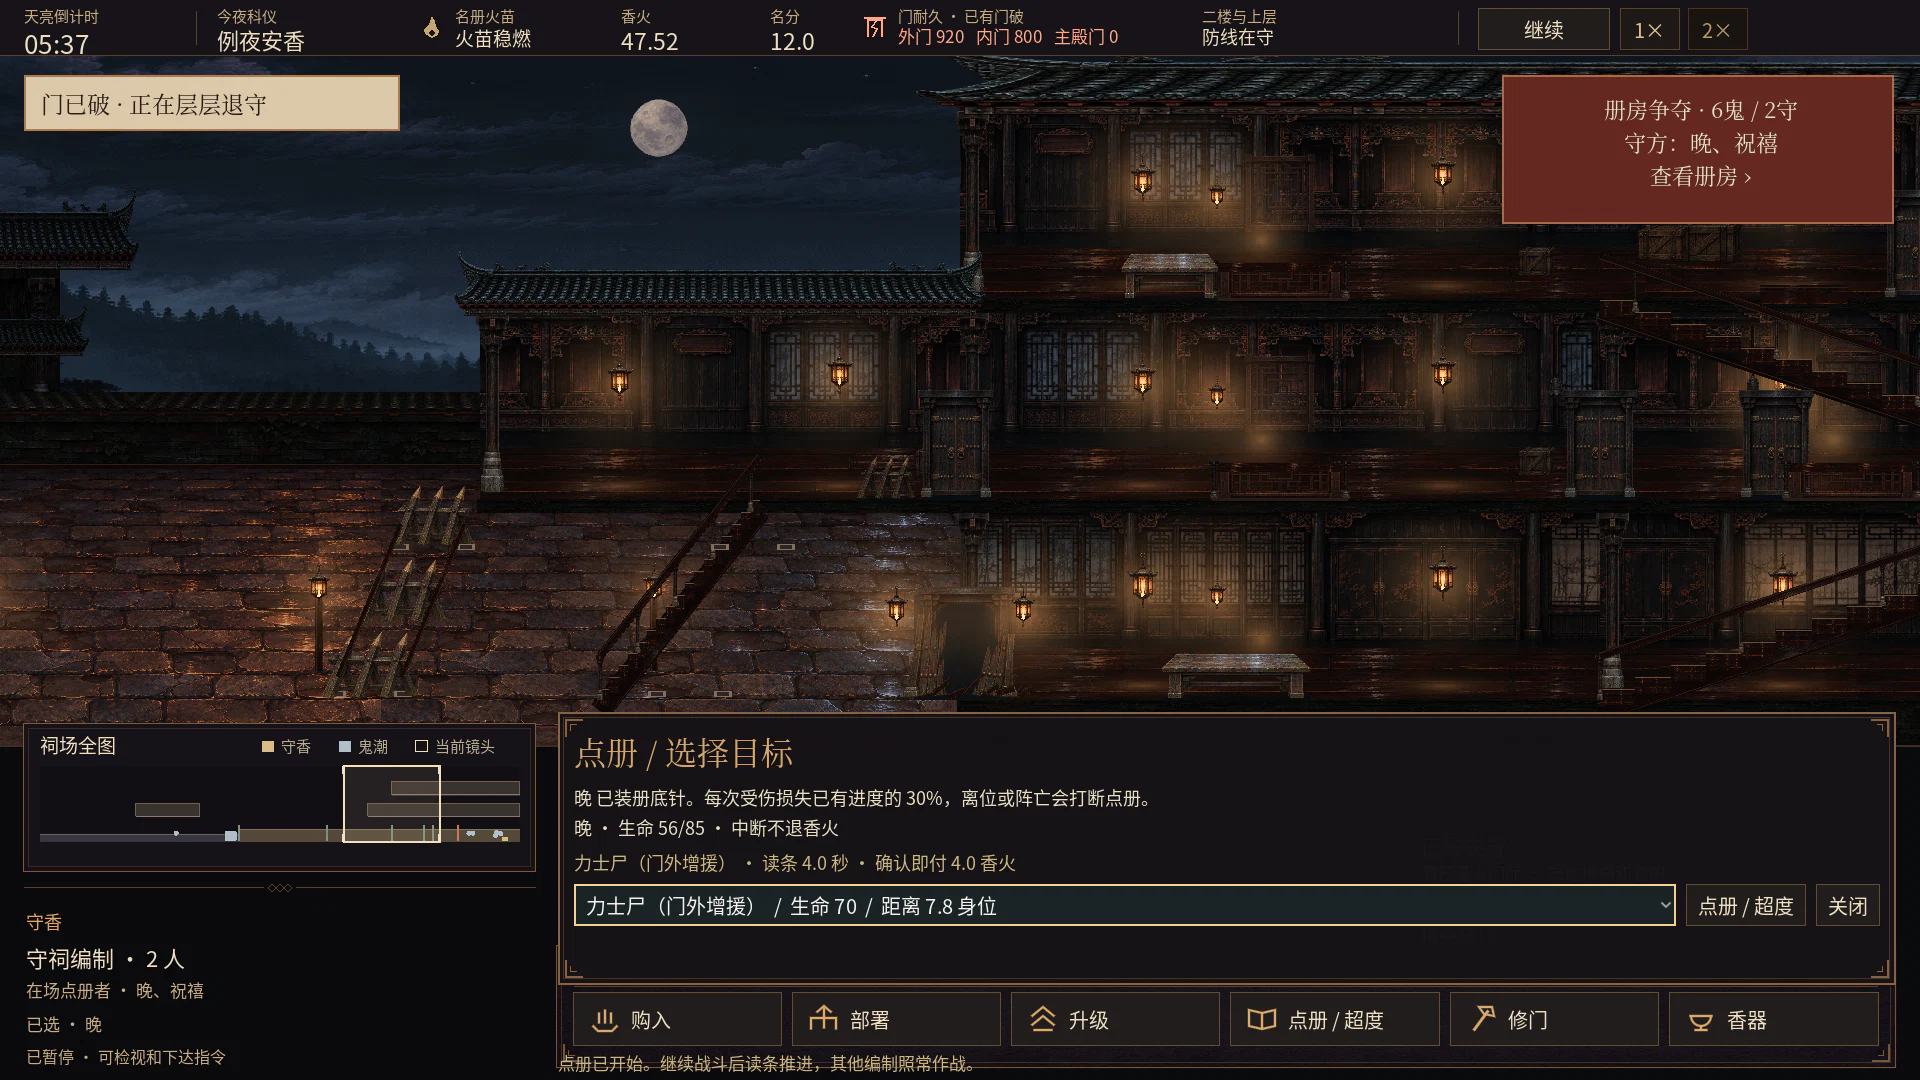 天亮倒计时
05:37
今夜科仪
例夜安香
名册火苗
火苗稳燃
香火
47.52
名分
12.0
门耐久 · 已有门破
外门 920 内门 800 主殿门 0
二楼与上层
防线在守
继续
1×
2×
门已破 · 正在层层退守
册房争夺 · 6鬼 / 2守
守方：晚、祝禧
查看册房 ›
祠场全图
守香
鬼潮
当前镜头
点册 / 选择目标
晚 已装册底针。每次受伤损失已有进度的 30%，离位或阵亡会打断点册。
晚 · 生命 56/85 · 中断不退香火
力士尸（门外增援） · 读条 4.0 秒 · 确认即付 4.0 香火
力士尸（门外增援） / 生命 70 / 距离 7.8 身位
点册 / 超度
关闭
守香
守祠编制 · 2 人
在场点册者 · 晚、祝禧
已选 · 晚
已暂停 · 可检视和下达指令
购入
部署
升级
点册 / 超度
修门
香器
点册已开始。继续战斗后读条推进，其他编制照常作战。